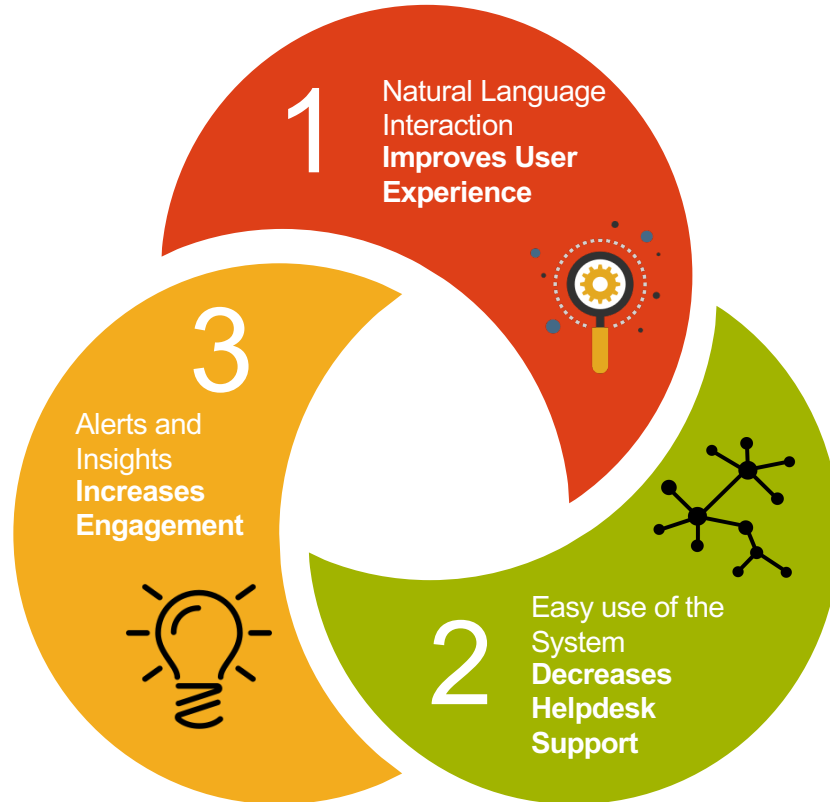 1
Natural Language
Interaction
Improves User
Experience
2
Easy use of the
System
Decreases
Helpdesk
Support
3
Alerts and
Insights
Increases
Engagement